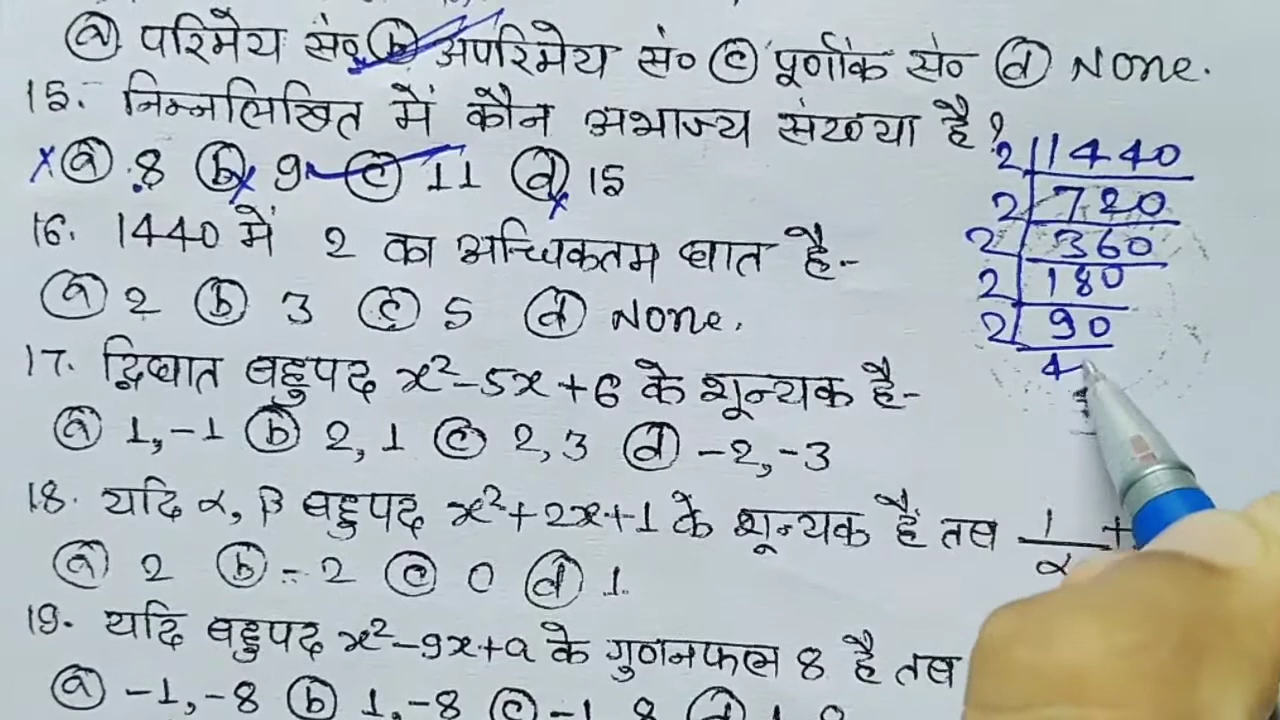 ⓐ परिमेय सं० ⓑ अपरिमेय सं० ⓒ पूर्णांक सं० ⓓ None.
15. निम्नलिखित में कौन अभाज्य संख्या है?
ⓐ 8 ⓑ 9 ⓒ 11 ⓓ 15
16. 1440 में 2 का अधिकतम घात है-
ⓐ 2 ⓑ 3 ⓒ 5 ⓓ None.
17. द्विघात बहुपद x²-5x+6 के शून्यक है-
ⓐ 1,-1 ⓑ 2,1 ⓒ 2,3 ⓓ -2,-3
18. यदि α, β बहुपद x²+2x+1 के शून्यक हैं तब 1/α +
ⓐ 2 ⓑ -2 ⓒ 0 ⓓ 1
19. यदि बहुपद x²-9x+a के गुणनफल 8 है तब
ⓐ -1,-8 ⓑ 1,-8 ⓒ -1 8 ⓓ
2 1440
2 720
2 360
2 180
2 90
4